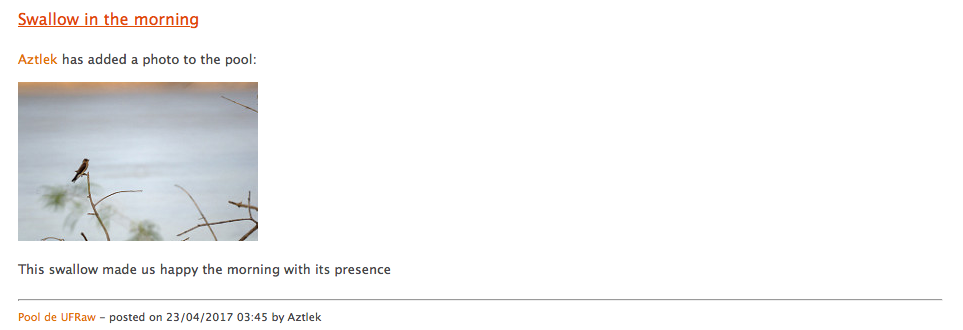 Swallow in the morning
Aztlek has added a photo to the pool:
This swallow made us happy the morning with its presence
Pool de UFRaw – posted on 23/04/2017 03:45 by Aztlek